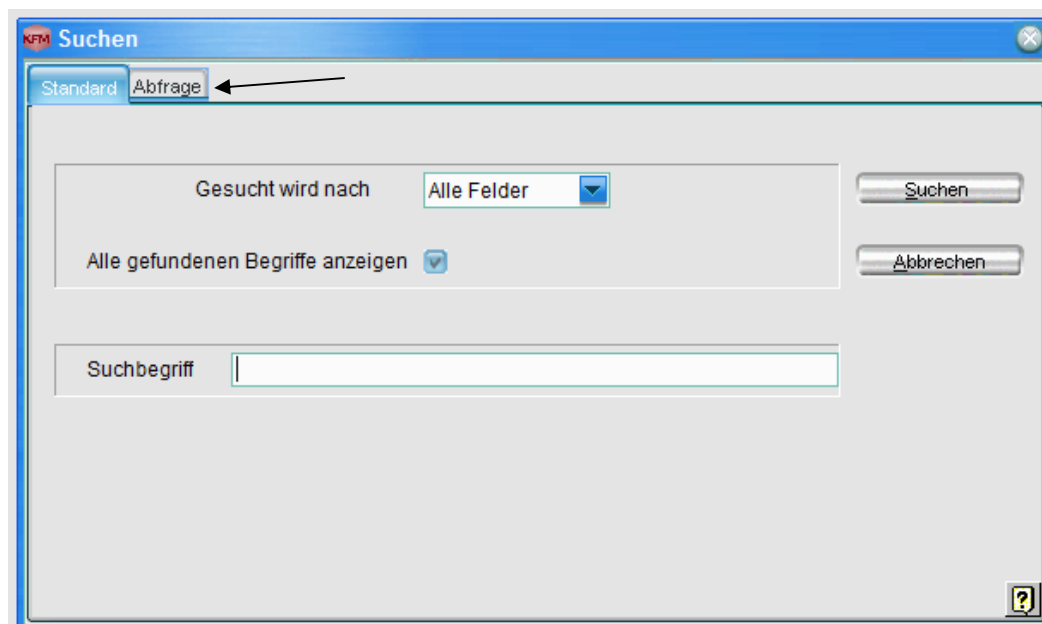 KFM Suchen
Standard Abfrage
Gesucht wird nach Alle Felder Suchen
Alle gefundenen Begriffe anzeigen Abbrechen
Suchbegriff
?